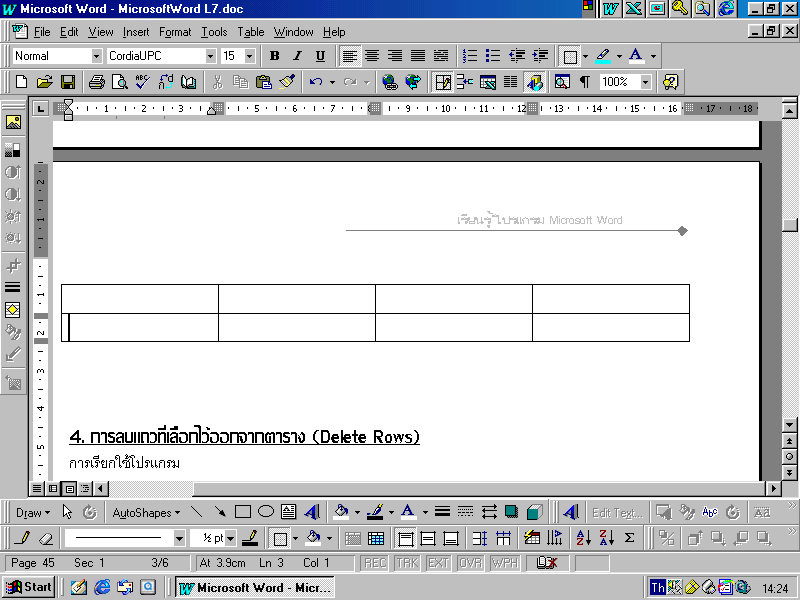 Microsoft Word - MicrosoftWord L7.doc
File Edit View Insert Format Tools Table Window Help
Normal CordiaUPC 15 B I U
100%
1 2 3 4 5 6 7 8 9 10 11 12 13 14 15 16 17 18
เรียนรู้ โปรแกรม Microsoft Word
4. การลบแถวที่เลือกไว้ออกจากตาราง (Delete Rows)
การเรียกใช้โปรแกรม
Draw AutoShapes Edit Text...
½ pt
Page 45 Sec 1 3/6 At 3.9cm Ln 3 Col 1 REC TRK EXT OVR WPH
Start Microsoft Word - Micr... Th 14:24